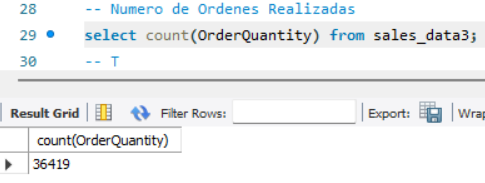 28 -- Numero de Ordenes Realizadas
29 select count(OrderQuantity) from sales_data3;
30 -- T
Result Grid Filter Rows: Export: Wrap
count(OrderQuantity)
36419